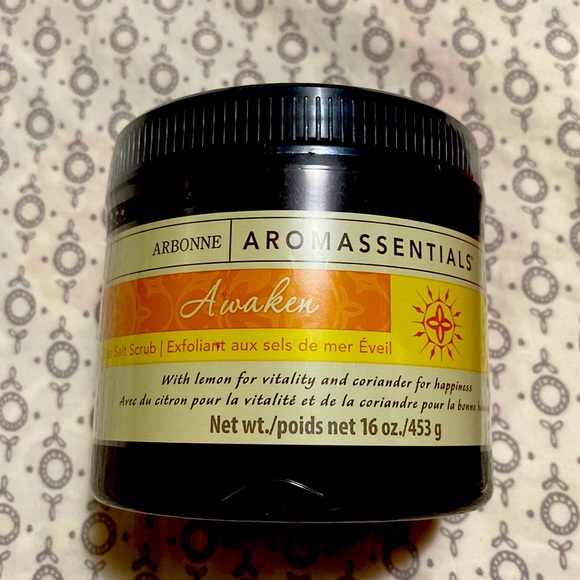 ARBONNE | AROMASSENTIALS®
Awaken
Salt Scrub | Exfoliant aux sels de mer Éveil
With lemon for vitality and coriander for happiness
Avec du citron pour la vitalité et de la coriandre pour la bonne
Net wt./poids net 16 oz./453 g